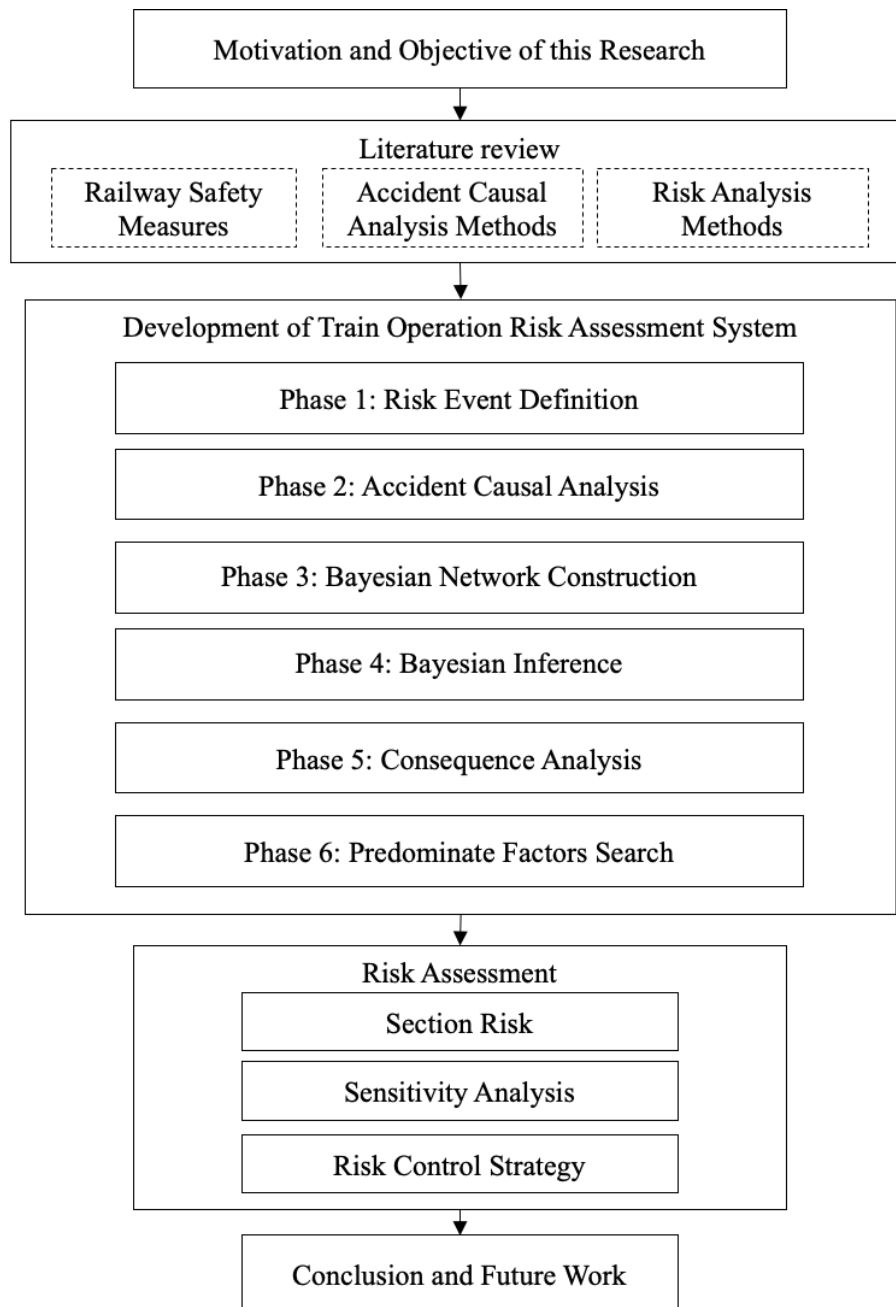 Motivation and Objective of this Research
Literature review
Railway Safety
Measures
Accident Causal
Analysis Methods
Risk Analysis
Methods
Development of Train Operation Risk Assessment System
Phase 1: Risk Event Definition
Phase 2: Accident Causal Analysis
Phase 3: Bayesian Network Construction
Phase 4: Bayesian Inference
Phase 5: Consequence Analysis
Phase 6: Predominate Factors Search
Risk Assessment
Section Risk
Sensitivity Analysis
Risk Control Strategy
Conclusion and Future Work